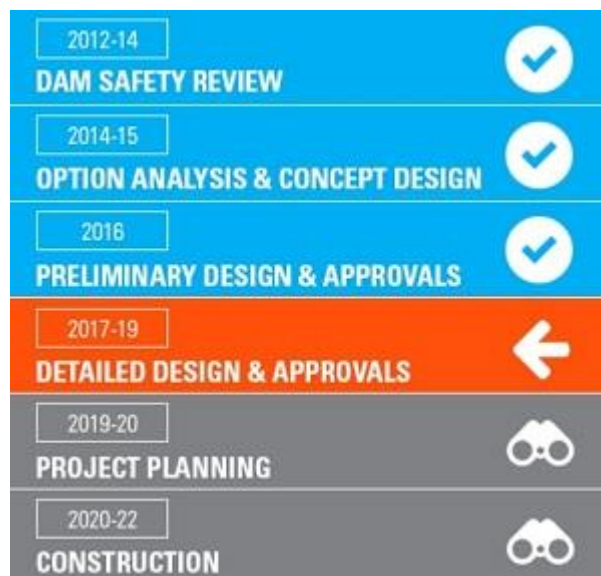 2012-14
DAM SAFETY REVIEW
2014-15
OPTION ANALYSIS & CONCEPT DESIGN
2016
PRELIMINARY DESIGN & APPROVALS
2017-19
DETAILED DESIGN & APPROVALS
2019-20
PROJECT PLANNING
2020-22
CONSTRUCTION